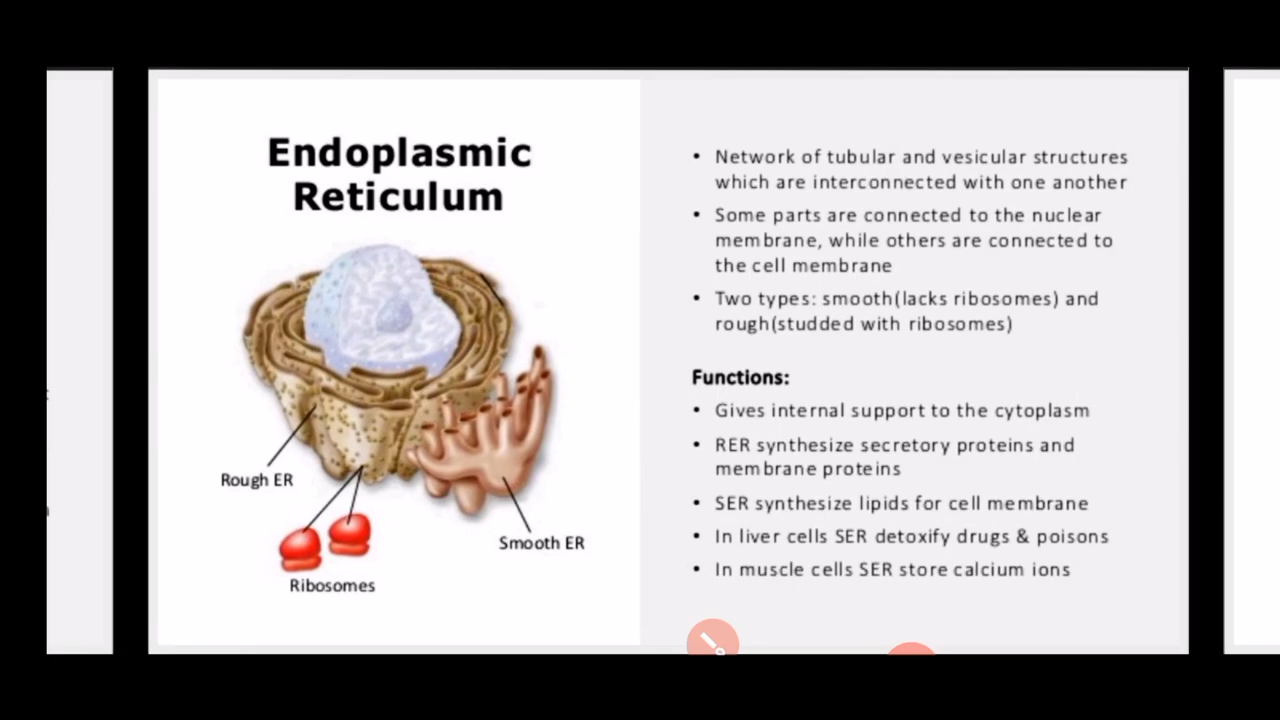 Endoplasmic
Reticulum
Rough ER
Ribosomes
Smooth ER
• Network of tubular and vesicular structures
which are interconnected with one another
• Some parts are connected to the nuclear
membrane, while others are connected to
the cell membrane
• Two types: smooth(lacks ribosomes) and
rough(studded with ribosomes)
Functions:
• Gives internal support to the cytoplasm
• RER synthesize secretory proteins and
membrane proteins
• SER synthesize lipids for cell membrane
• In liver cells SER detoxify drugs & poisons
• In muscle cells SER store calcium ions